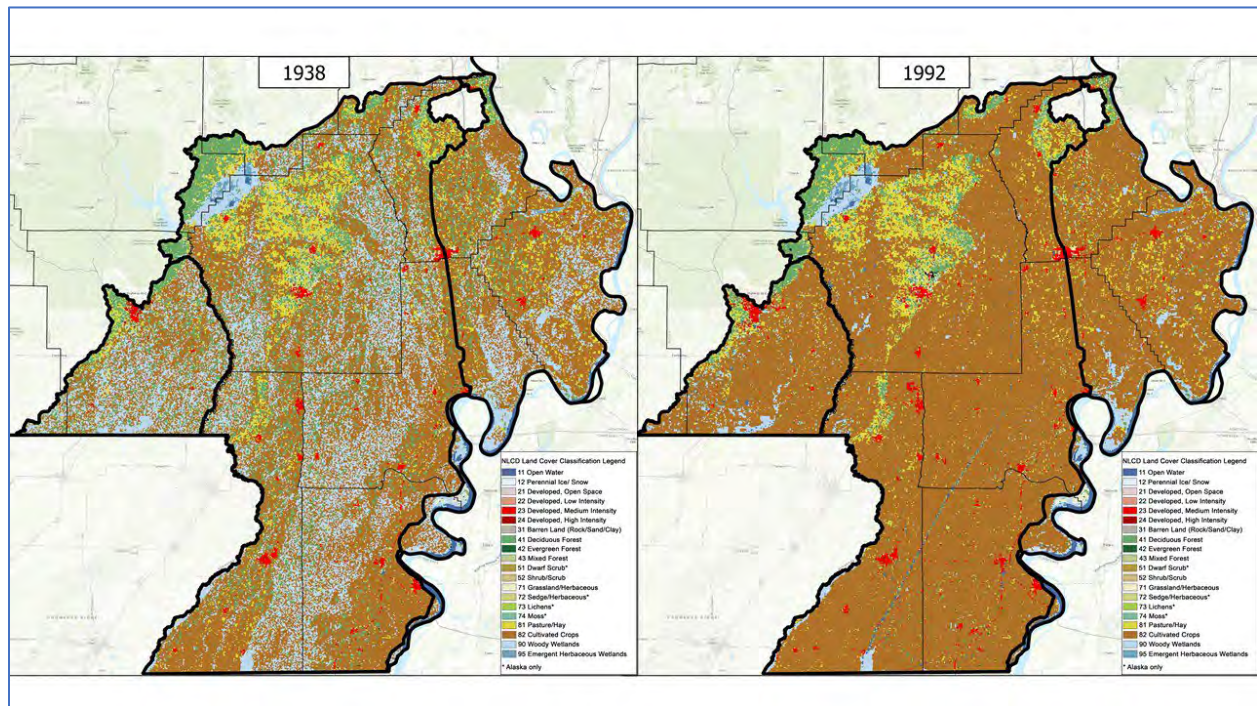 1938
1992
NLCD Land Cover Classification Legend
11 Open Water
12 Perennial Ice/ Snow
21 Developed, Open Space
22 Developed, Low Intensity
23 Developed, Medium Intensity
24 Developed, High Intensity
31 Barren Land (Rock/Sand/Clay)
41 Deciduous Forest
42 Evergreen Forest
43 Mixed Forest
51 Dwarf Scrub*
52 Shrub/Scrub
71 Grassland/Herbaceous
72 Sedge/Herbaceous*
73 Lichens*
74 Moss*
81 Pasture/Hay
82 Cultivated Crops
90 Woody Wetlands
95 Emergent Herbaceous Wetlands
* Alaska only
NLCD Land Cover Classification Legend
11 Open Water
12 Perennial Ice/ Snow
21 Developed, Open Space
22 Developed, Low Intensity
23 Developed, Medium Intensity
24 Developed, High Intensity
31 Barren Land (Rock/Sand/Clay)
41 Deciduous Forest
42 Evergreen Forest
43 Mixed Forest
51 Dwarf Scrub*
52 Shrub/Scrub
71 Grassland/Herbaceous
72 Sedge/Herbaceous*
73 Lichens*
74 Moss*
81 Pasture/Hay
82 Cultivated Crops
90 Woody Wetlands
95 Emergent Herbaceous Wetlands
* Alaska only